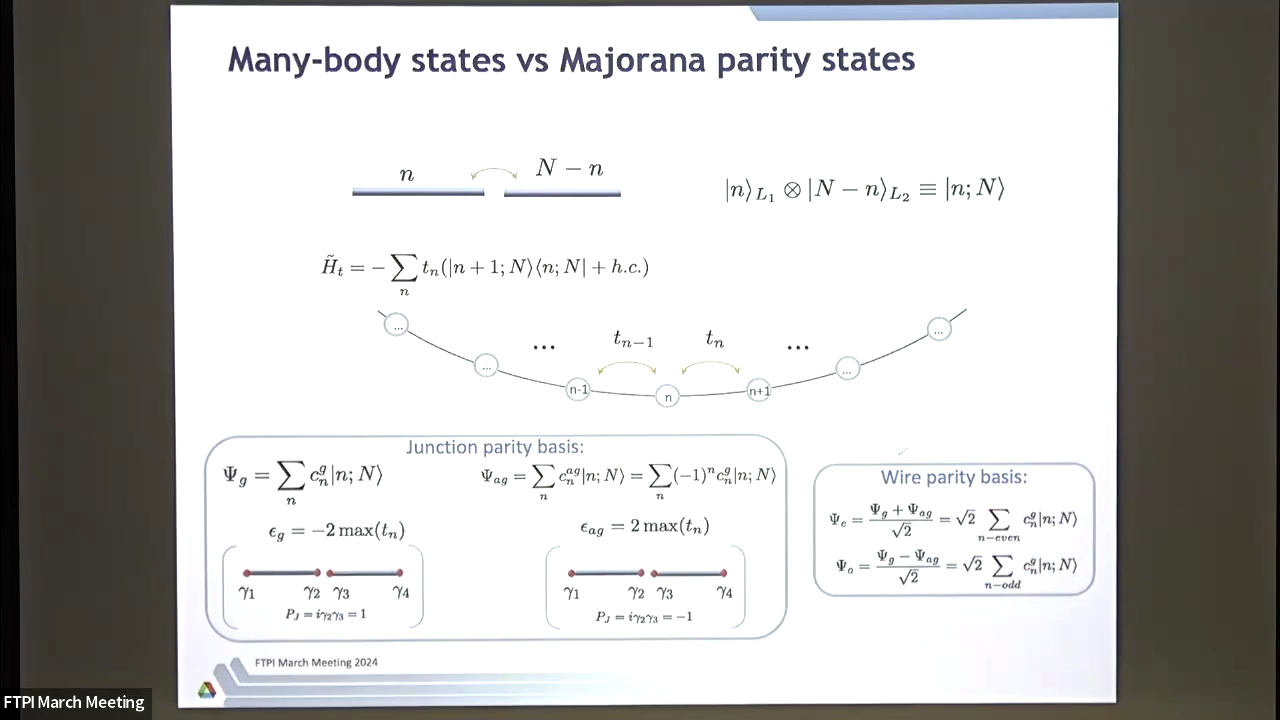 Many-body states vs Majorana parity states
n
N − n
|n⟩_{L_1} ⊗ |N − n⟩_{L_2} ≡ |n; N⟩
H̃_t = − ∑_n t_n(|n + 1; N⟩⟨n; N| + h.c.)
... t_{n−1} t_n ...
... ... n-1 n n+1 ... ...
Junction parity basis:
Ψ_g = ∑_n c_n^g |n; N⟩
Ψ_{ag} = ∑_n c_n^{ag} |n; N⟩ = ∑_n (−1)^n c_n^g |n; N⟩
ϵ_g = −2 max(t_n)
ϵ_{ag} = 2 max(t_n)
γ_1 γ_2 γ_3 γ_4
P_J = iγ_2γ_3 = 1
γ_1 γ_2 γ_3 γ_4
P_J = iγ_2γ_3 = −1
Wire parity basis:
Ψ_e = (Ψ_g + Ψ_{ag})/√2 = √2 ∑_{n−even} c_n^g |n; N⟩
Ψ_o = (Ψ_g − Ψ_{ag})/√2 = √2 ∑_{n−odd} c_n^g |n; N⟩
FTPI March Meeting 2024
FTPI March Meeting